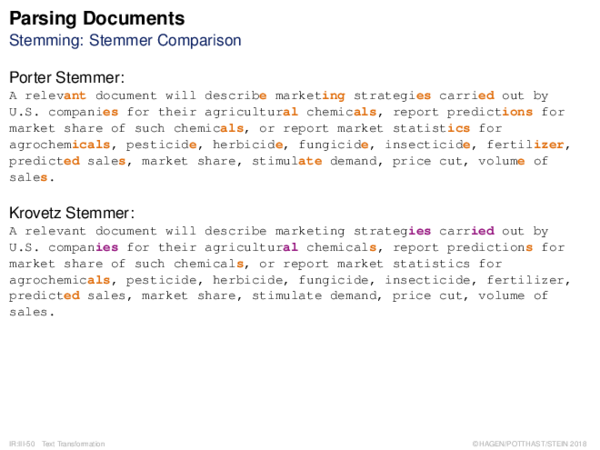 Parsing Documents
Stemming: Stemmer Comparison
Porter Stemmer:
A relevant document will describe marketing strategies carried out by
U.S. companies for their agricultural chemicals, report predictions for
market share of such chemicals, or report market statistics for
agrochemicals, pesticide, herbicide, fungicide, insecticide, fertilizer,
predicted sales, market share, stimulate demand, price cut, volume of
sales.
Krovetz Stemmer:
A relevant document will describe marketing strategies carried out by
U.S. companies for their agricultural chemicals, report predictions for
market share of such chemicals, or report market statistics for
agrochemicals, pesticide, herbicide, fungicide, insecticide, fertilizer,
predicted sales, market share, stimulate demand, price cut, volume of
sales.
IR:III-50 Text Transformation ©HAGEN/POTTHAST/STEIN 2018